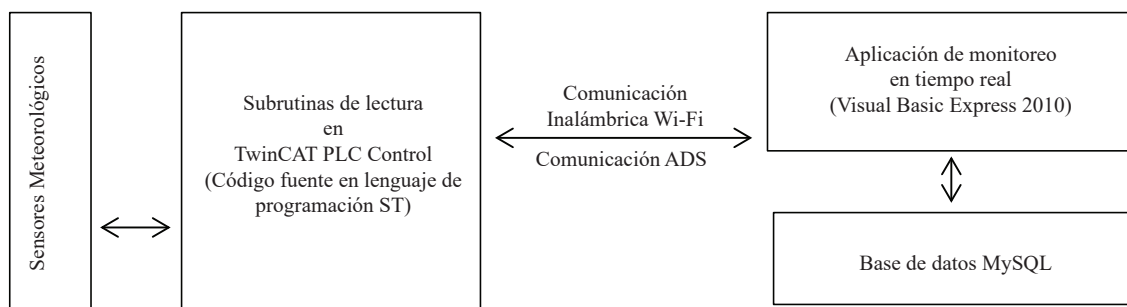 Sensores Meteorológicos
Subrutinas de lectura
en
TwinCAT PLC Control
(Código fuente en lenguaje de
programación ST)
Comunicación
Inalámbrica Wi-Fi
Comunicación ADS
Aplicación de monitoreo
en tiempo real
(Visual Basic Express 2010)
Base de datos MySQL